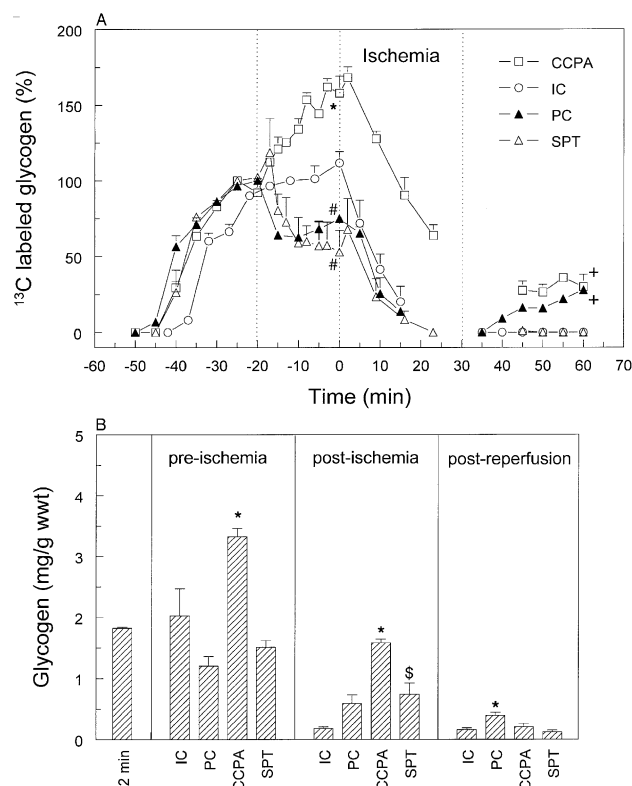 A
200
150
100
50
0
¹³C labeled glycogen (%)
Ischemia
CCPA
IC
PC
SPT
*
#
#
+
+
-60 -50 -40 -30 -20 -10 0 10 20 30 40 50 60 70
Time (min)
B
5
4
3
2
1
0
Glycogen (mg/g wwt)
pre-ischemia post-ischemia post-reperfusion
*
*
$
*
2 min IC PC CCPA SPT IC PC CCPA SPT IC PC CCPA SPT